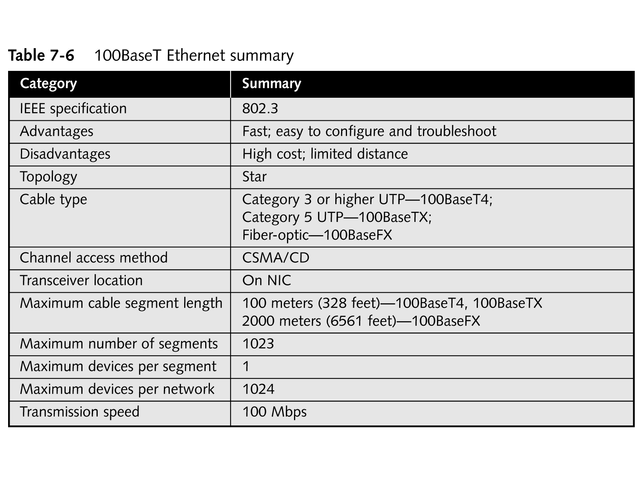 Table 7-6 100BaseT Ethernet summary
Category Summary
IEEE specification 802.3
Advantages Fast; easy to configure and troubleshoot
Disadvantages High cost; limited distance
Topology Star
Cable type Category 3 or higher UTP—100BaseT4;
Category 5 UTP—100BaseTX;
Fiber-optic—100BaseFX
Channel access method CSMA/CD
Transceiver location On NIC
Maximum cable segment length 100 meters (328 feet)—100BaseT4, 100BaseTX
2000 meters (6561 feet)—100BaseFX
Maximum number of segments 1023
Maximum devices per segment 1
Maximum devices per network 1024
Transmission speed 100 Mbps